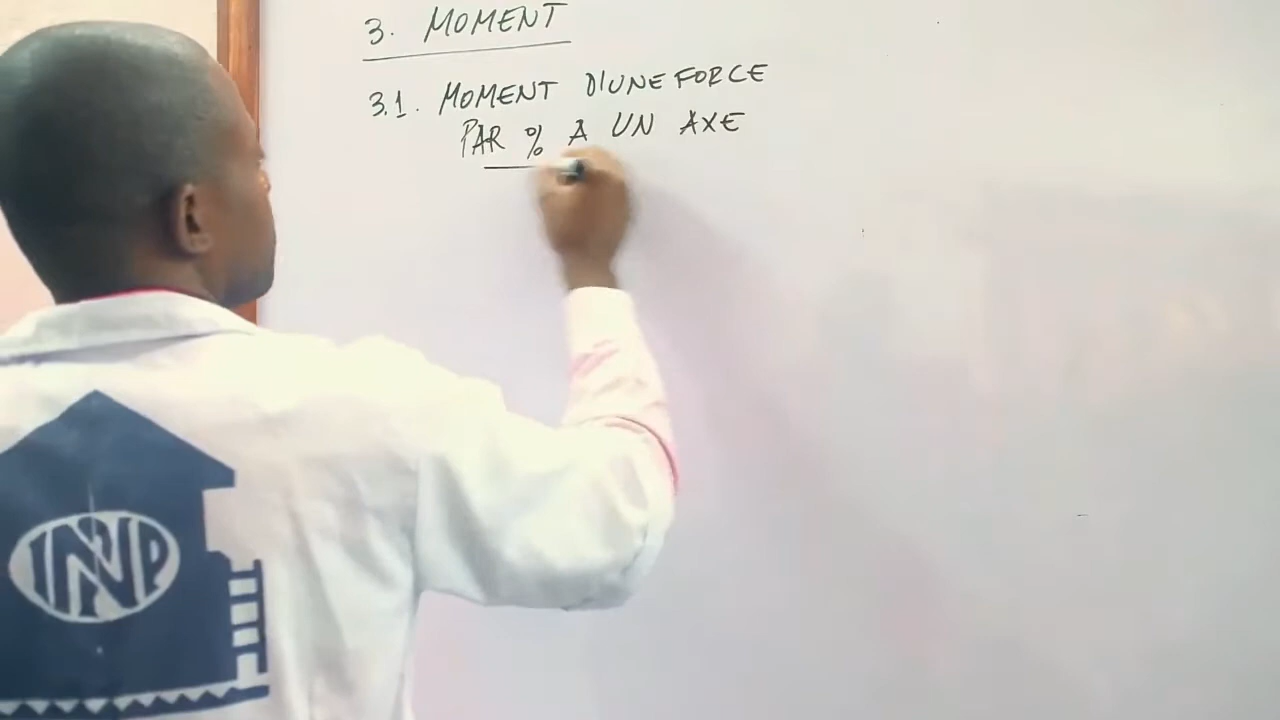 3. MOMENT
3.1. MOMENT D'UNE FORCE
PAR % A UN AXE
INP